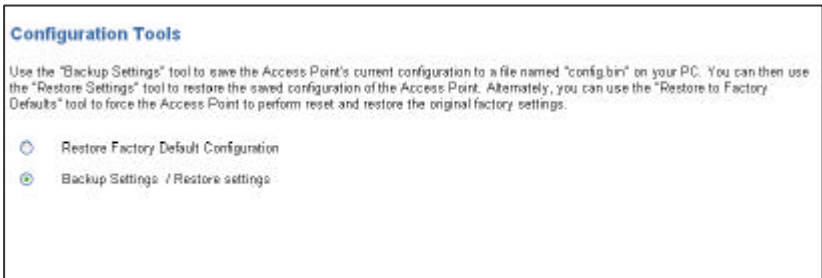 Configuration Tools
Use the "Backup Settings" tool to save the Access Point's current configuration to a file named "config.bin" on your PC. You can then use
the "Restore Settings" tool to restore the saved configuration of the Access Point. Alternately, you can use the "Restore to Factory
Defaults" tool to force the Access Point to perform reset and restore the original factory settings.
Restore Factory Default Configuration
Backup Settings / Restore settings